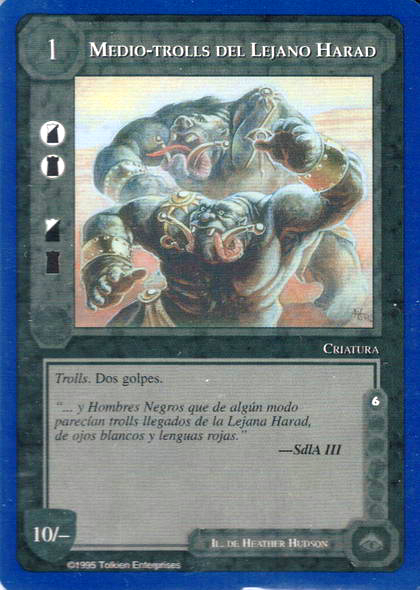 1
MEDIO-TROLLS DEL LEJANO HARAD
CRIATURA
Trolls. Dos golpes.
6
"... y Hombres Negros que de algún modo
parecían trolls llegados de la Lejana Harad,
de ojos blancos y lenguas rojas."
—SdlA III
10/–
IL. DE HEATHER HUDSON
©1995 Tolkien Enterprises